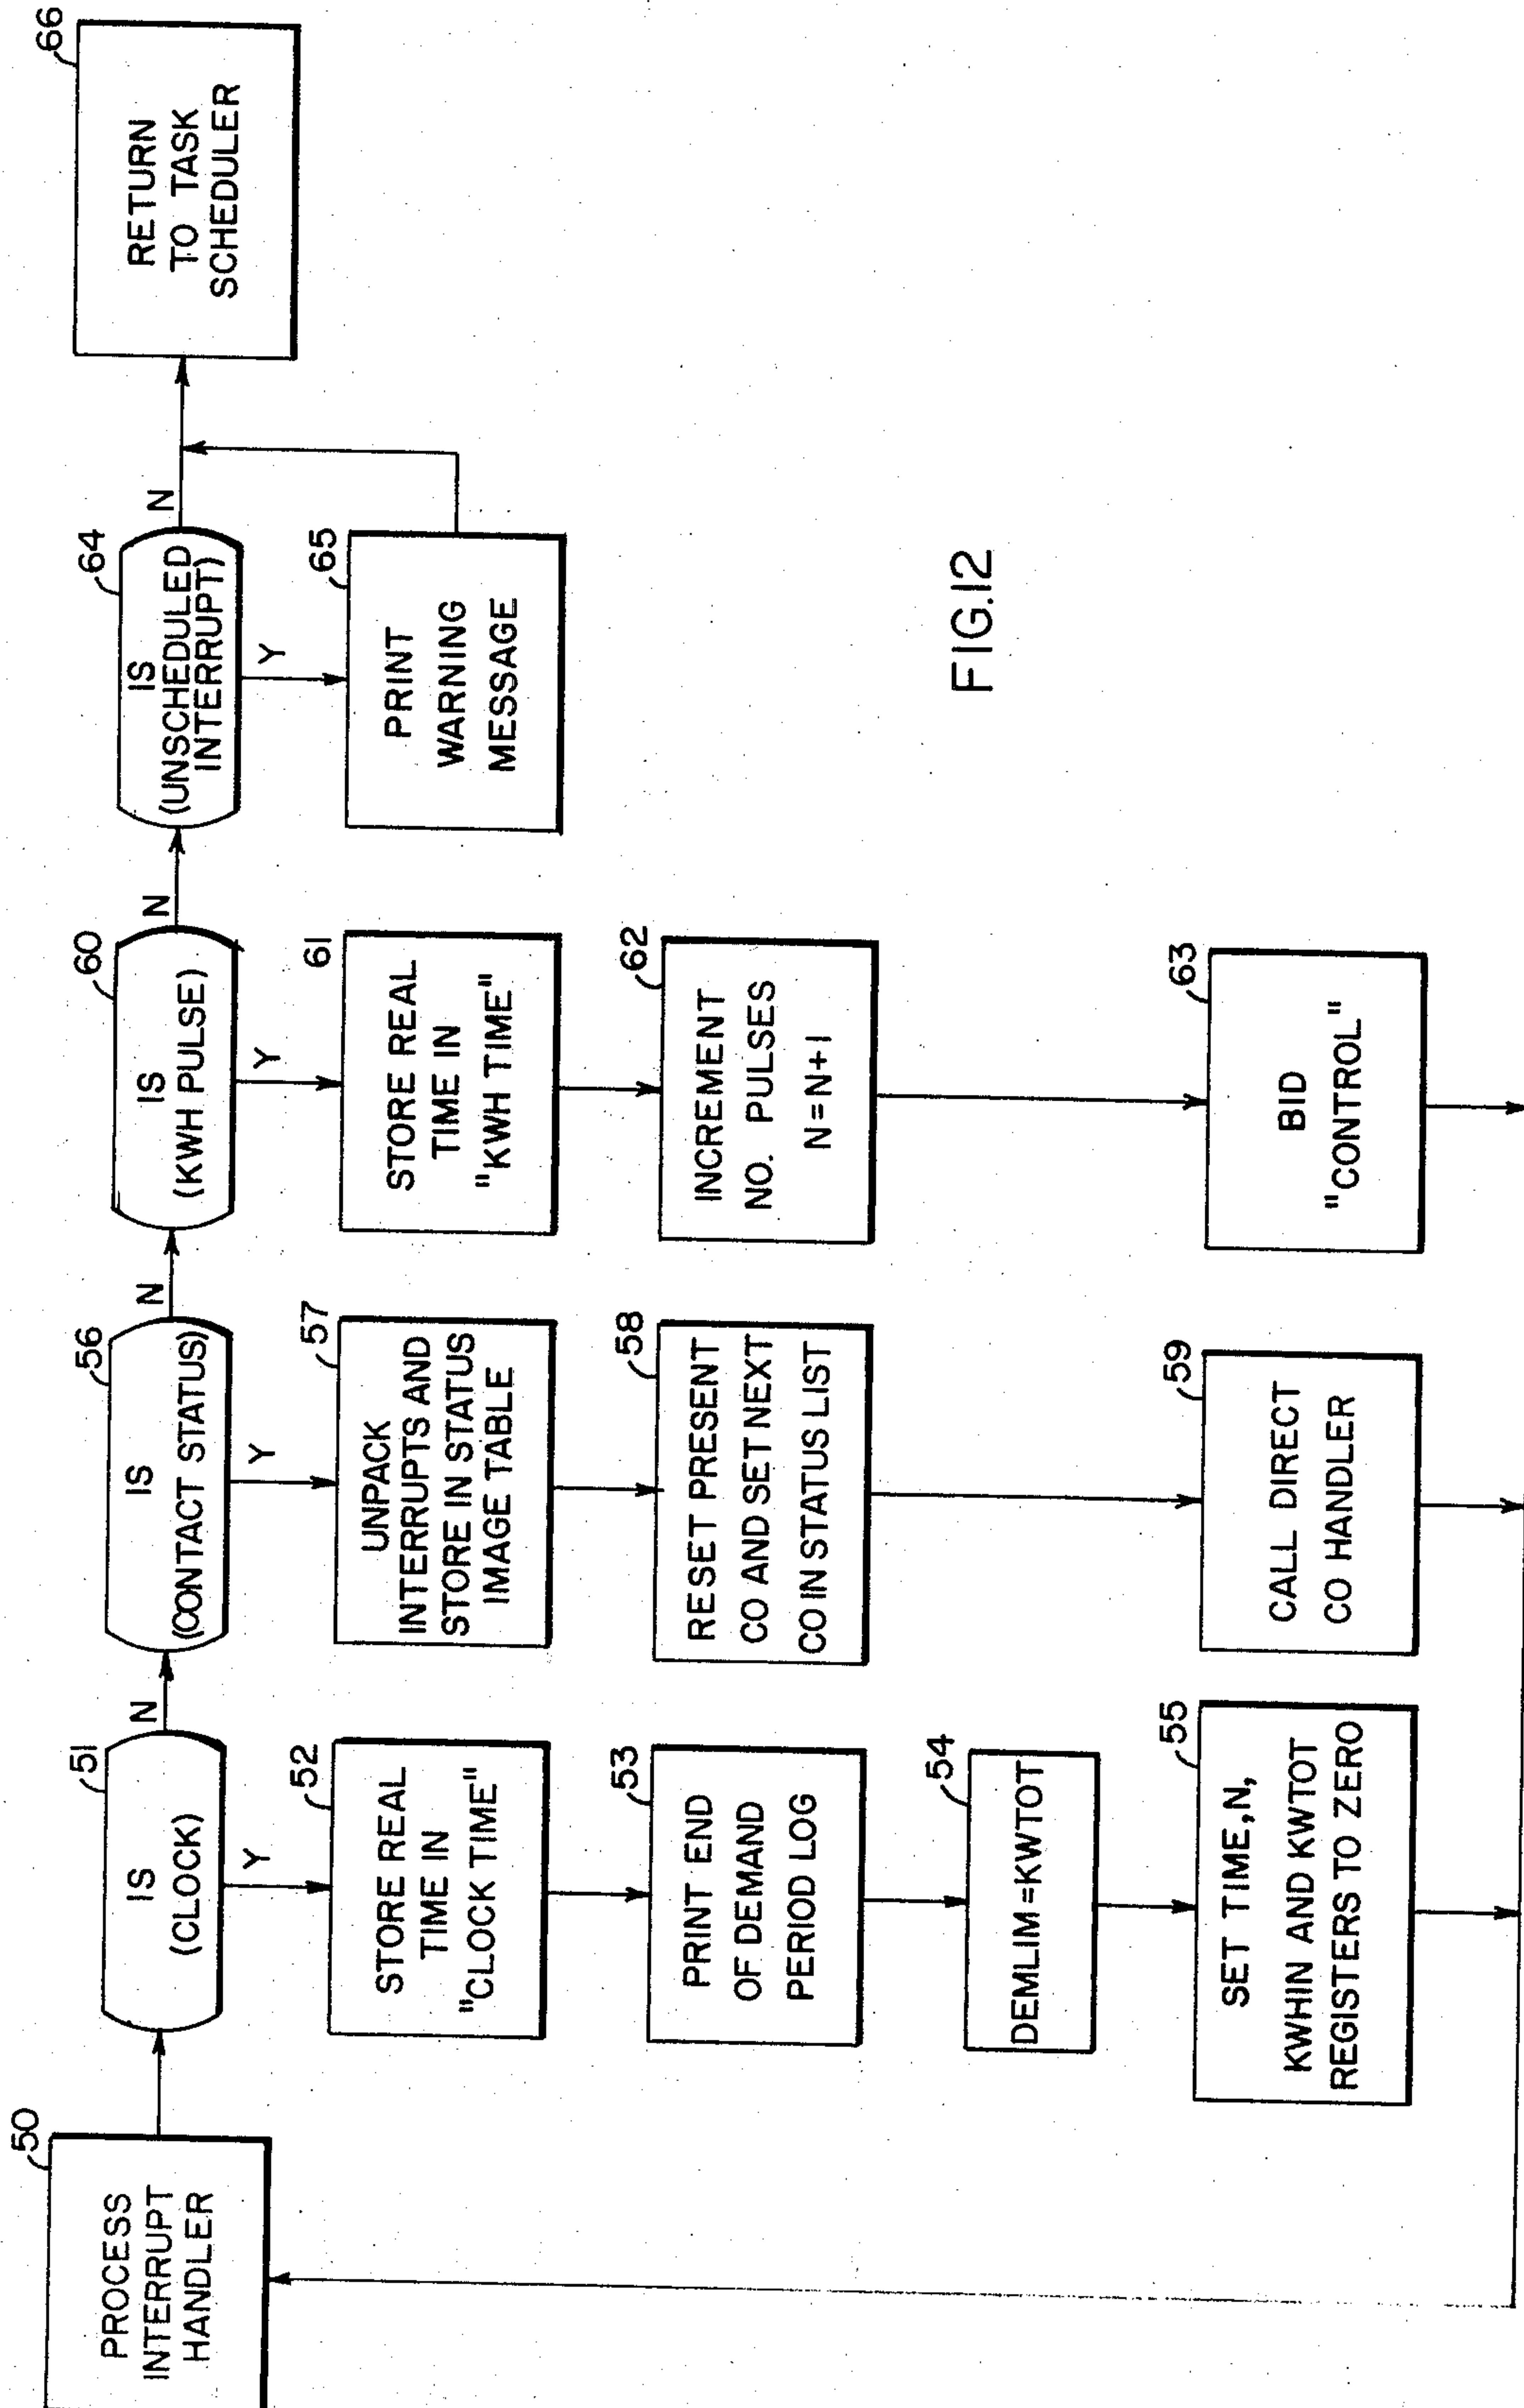 50
PROCESS
INTERRUPT
HANDLER
51
IS
(CLOCK)
N
Y
52
STORE REAL
TIME IN
"CLOCK TIME"
53
PRINT END
OF DEMAND
PERIOD LOG
54
DEMLIM=KWTOT
55
SET TIME,N,
KWHIN AND KWTOT
REGISTERS TO ZERO
56
IS
(CONTACT STATUS)
N
Y
57
UNPACK
INTERRUPTS AND
STORE IN STATUS
IMAGE TABLE
58
RESET PRESENT
CO AND SET NEXT
CO IN STATUS LIST
59
CALL DIRECT
CO HANDLER
60
IS
(KWH PULSE)
N
Y
61
STORE REAL
TIME IN
"KWH TIME"
62
INCREMENT
NO. PULSES
N=N+1
63
BID
"CONTROL"
64
IS
(UNSCHEDULED
INTERRUPT)
N
Y
65
PRINT
WARNING
MESSAGE
66
RETURN
TO TASK
SCHEDULER
FIG.12